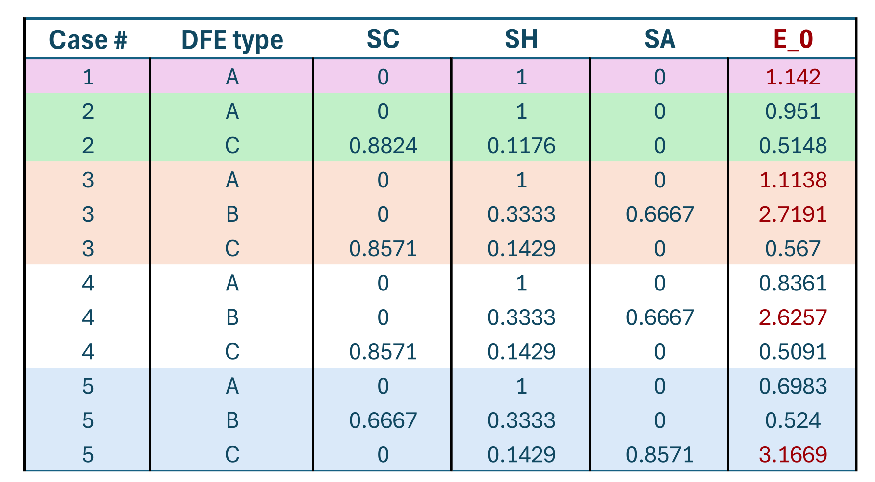 Case # DFE type SC SH SA E_0
1 A 0 1 0 1.142
2 A 0 1 0 0.951
2 C 0.8824 0.1176 0 0.5148
3 A 0 1 0 1.1138
3 B 0 0.3333 0.6667 2.7191
3 C 0.8571 0.1429 0 0.567
4 A 0 1 0 0.8361
4 B 0 0.3333 0.6667 2.6257
4 C 0.8571 0.1429 0 0.5091
5 A 0 1 0 0.6983
5 B 0.6667 0.3333 0 0.524
5 C 0 0.1429 0.8571 3.1669